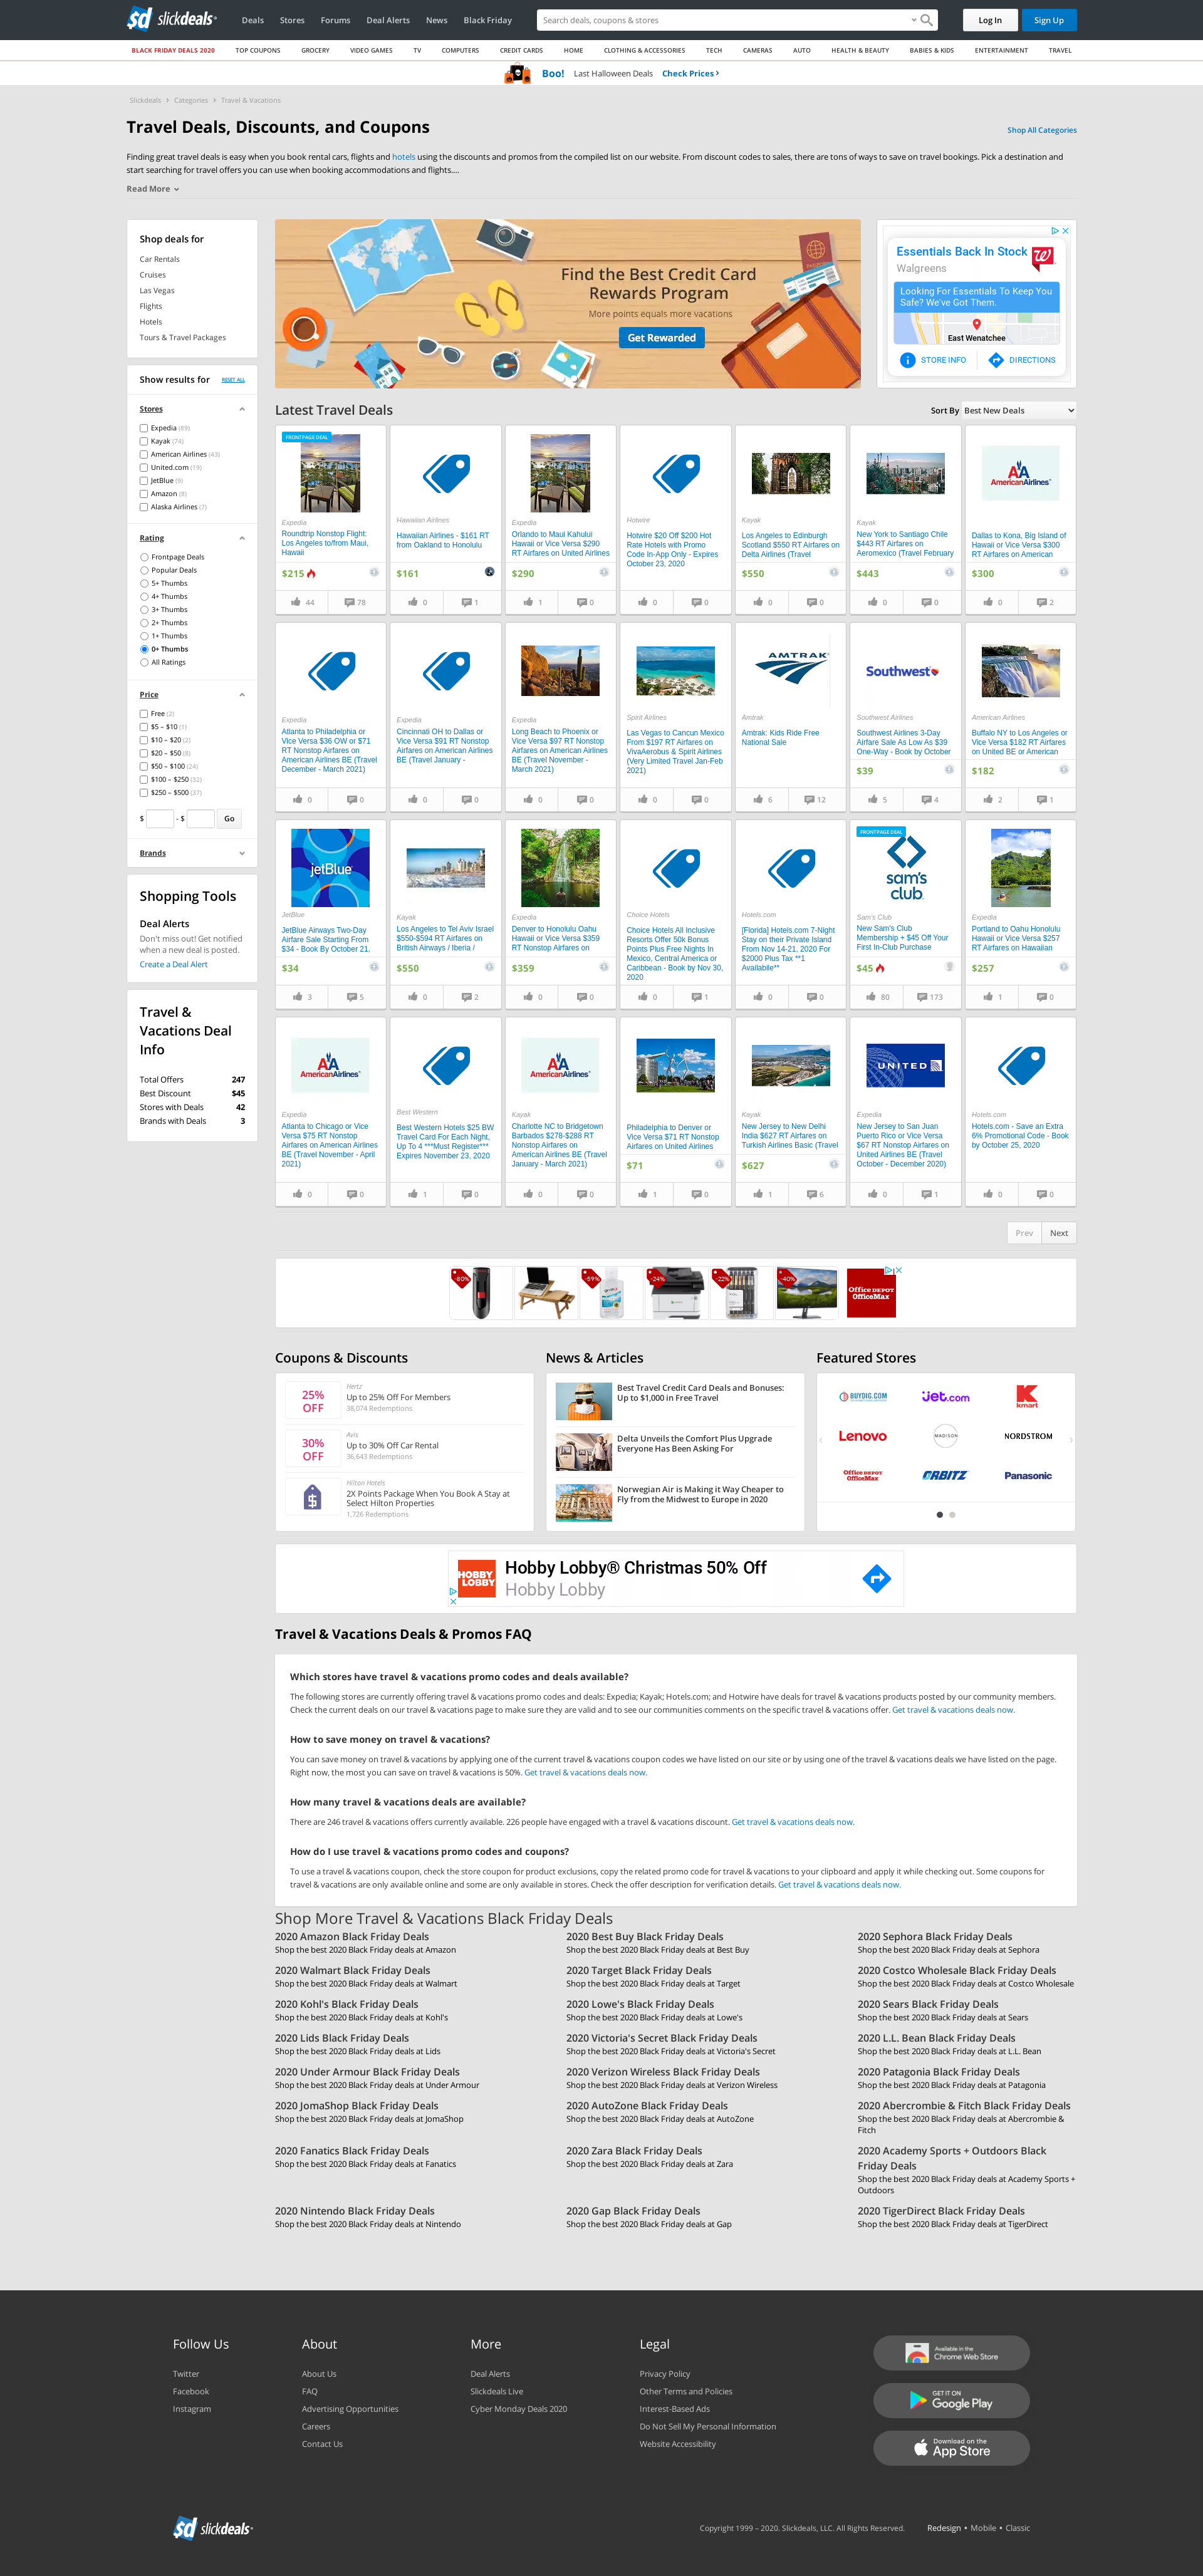 slickdeals
Deals
Stores
Forums
Deal Alerts
News
Black Friday
Search deals, coupons & stores
Log In
Sign Up
BLACK FRIDAY DEALS 2020
TOP COUPONS
GROCERY
VIDEO GAMES
TV
COMPUTERS
CREDIT CARDS
HOME
CLOTHING & ACCESSORIES
TECH
CAMERAS
AUTO
HEALTH & BEAUTY
BABIES & KIDS
ENTERTAINMENT
TRAVEL
Boo! Last Halloween Deals Check Prices
Slickdeals > Categories > Travel & Vacations
Travel Deals, Discounts, and Coupons
Shop All Categories
Finding great travel deals is easy when you book rental cars, flights and hotels using the discounts and promos from the compiled list on our website. From discount codes to sales, there are tons of ways to save on travel bookings. Pick a destination and
start searching for travel offers you can use when booking accommodations and flights....
Read More
Shop deals for
Car Rentals
Cruises
Las Vegas
Flights
Hotels
Tours & Travel Packages
Find the Best Credit Card
Rewards Program
More points equals more vacations
Get Rewarded
Essentials Back In Stock
Walgreens
Looking For Essentials To Keep You
Safe? We've Got Them.
East Wenatchee
STORE INFO
DIRECTIONS
Show results for
RESET ALL
Stores
Expedia (89)
Kayak (74)
American Airlines (43)
United.com (19)
JetBlue (9)
Amazon (8)
Alaska Airlines (7)
Rating
Frontpage Deals
Popular Deals
5+ Thumbs
4+ Thumbs
3+ Thumbs
2+ Thumbs
1+ Thumbs
0+ Thumbs
All Ratings
Price
Free (2)
$5 – $10 (1)
$10 – $20 (2)
$20 – $50 (8)
$50 – $100 (24)
$100 – $250 (32)
$250 – $500 (37)
$ - $ Go
Brands
Shopping Tools
Deal Alerts
Don't miss out! Get notified
when a new deal is posted.
Create a Deal Alert
Travel &
Vacations Deal
Info
Total Offers 247
Best Discount $45
Stores with Deals 42
Brands with Deals 3
Latest Travel Deals
Sort By Best New Deals
FRONTPAGE DEAL
Expedia
Roundtrip Nonstop Flight:
Los Angeles to/from Maui,
Hawaii
$215
44 78
Hawaiian Airlines
Hawaiian Airlines - $161 RT
from Oakland to Honolulu
$161
0 1
Expedia
Orlando to Maui Kahului
Hawaii or Vice Versa $290
RT Airfares on United Airlines
$290
1 0
Hotwire
Hotwire $20 Off $200 Hot
Rate Hotels with Promo
Code In-App Only - Expires
October 23, 2020
0 0
Kayak
Los Angeles to Edinburgh
Scotland $550 RT Airfares on
Delta Airlines (Travel
$550
0 0
Kayak
New York to Santiago Chile
$443 RT Airfares on
Aeromexico (Travel February
$443
0 0
AA
AmericanAirlines
Dallas to Kona, Big Island of
Hawaii or Vice Versa $300
RT Airfares on American
$300
0 2
Expedia
Atlanta to Philadelphia or
Vice Versa $36 OW or $71
RT Nonstop Airfares on
American Airlines BE (Travel
December - March 2021)
0 0
Expedia
Cincinnati OH to Dallas or
Vice Versa $91 RT Nonstop
Airfares on American Airlines
BE (Travel January -
0 0
Expedia
Long Beach to Phoenix or
Vice Versa $97 RT Nonstop
Airfares on American Airlines
BE (Travel November -
March 2021)
0 0
Spirit Airlines
Las Vegas to Cancun Mexico
From $197 RT Airfares on
VivaAerobus & Spirit Airlines
(Very Limited Travel Jan-Feb
2021)
0 0
AMTRAK
Amtrak
Amtrak: Kids Ride Free
National Sale
6 12
Southwest
Southwest Airlines
Southwest Airlines 3-Day
Airfare Sale As Low As $39
One-Way - Book by October
$39
5 4
American Airlines
Buffalo NY to Los Angeles or
Vice Versa $182 RT Airfares
on United BE or American
$182
2 1
jetBlue
JetBlue
JetBlue Airways Two-Day
Airfare Sale Starting From
$34 - Book By October 21,
$34
3 5
Kayak
Los Angeles to Tel Aviv Israel
$550-$594 RT Airfares on
British Airways / Iberia /
$550
0 2
Expedia
Denver to Honolulu Oahu
Hawaii or Vice Versa $359
RT Nonstop Airfares on
$359
0 0
Choice Hotels
Choice Hotels All Inclusive
Resorts Offer 50k Bonus
Points Plus Free Nights In
Mexico, Central America or
Caribbean - Book by Nov 30,
2020
0 1
Hotels.com
[Florida] Hotels.com 7-Night
Stay on their Private Island
From Nov 14-21, 2020 For
$2000 Plus Tax **1
Availabile**
0 0
FRONTPAGE DEAL
sam's club
Sam's Club
New Sam's Club
Membership + $45 Off Your
First In-Club Purchase
$45
80 173
Expedia
Portland to Oahu Honolulu
Hawaii or Vice Versa $257
RT Airfares on Hawaiian
$257
1 0
AA
AmericanAirlines
Expedia
Atlanta to Chicago or Vice
Versa $75 RT Nonstop
Airfares on American Airlines
BE (Travel November - April
2021)
0 0
Best Western
Best Western Hotels $25 BW
Travel Card For Each Night,
Up To 4 ***Must Register***
Expires November 23, 2020
1 0
AA
AmericanAirlines
Kayak
Charlotte NC to Bridgetown
Barbados $278-$288 RT
Nonstop Airfares on
American Airlines BE (Travel
January - March 2021)
0 0
Philadelphia to Denver or
Vice Versa $71 RT Nonstop
Airfares on United Airlines
$71
1 0
Kayak
New Jersey to New Delhi
India $627 RT Airfares on
Turkish Airlines Basic (Travel
$627
1 6
UNITED
Expedia
New Jersey to San Juan
Puerto Rico or Vice Versa
$67 RT Nonstop Airfares on
United Airlines BE (Travel
October - December 2020)
0 1
Hotels.com
Hotels.com - Save an Extra
6% Promotional Code - Book
by October 25, 2020
0 0
Prev Next
-80%
-59%
-24%
-22%
-40%
Office DEPOT
OfficeMax
Coupons & Discounts
25%
OFF
Hertz
Up to 25% Off For Members
38,074 Redemptions
30%
OFF
Avis
Up to 30% Off Car Rental
36,643 Redemptions
Hilton Hotels
2X Points Package When You Book A Stay at
Select Hilton Properties
1,726 Redemptions
News & Articles
Best Travel Credit Card Deals and Bonuses:
Up to $1,000 in Free Travel
Delta Unveils the Comfort Plus Upgrade
Everyone Has Been Asking For
Norwegian Air is Making it Way Cheaper to
Fly from the Midwest to Europe in 2020
Featured Stores
BUYDIG.COM
jet.com
kmart
Lenovo
MADISON
NORDSTROM
Office DEPOT
OfficeMax
ORBITZ
Panasonic
HOBBY
LOBBY
Hobby Lobby® Christmas 50% Off
Hobby Lobby
Travel & Vacations Deals & Promos FAQ
Which stores have travel & vacations promo codes and deals available?
The following stores are currently offering travel & vacations promo codes and deals: Expedia; Kayak; Hotels.com; and Hotwire have deals for travel & vacations products posted by our community members.
Check the current deals on our travel & vacations page to make sure they are valid and to see our communities comments on the specific travel & vacations offer. Get travel & vacations deals now.
How to save money on travel & vacations?
You can save money on travel & vacations by applying one of the current travel & vacations coupon codes we have listed on our site or by using one of the travel & vacations deals we have listed on the page.
Right now, the most you can save on travel & vacations is 50%. Get travel & vacations deals now.
How many travel & vacations deals are available?
There are 246 travel & vacations offers currently available. 226 people have engaged with a travel & vacations discount. Get travel & vacations deals now.
How do I use travel & vacations promo codes and coupons?
To use a travel & vacations coupon, check the store coupon for product exclusions, copy the related promo code for travel & vacations to your clipboard and apply it while checking out. Some coupons for
travel & vacations are only available online and some are only available in stores. Check the offer description for verification details. Get travel & vacations deals now.
Shop More Travel & Vacations Black Friday Deals
2020 Amazon Black Friday Deals
Shop the best 2020 Black Friday deals at Amazon
2020 Best Buy Black Friday Deals
Shop the best 2020 Black Friday deals at Best Buy
2020 Sephora Black Friday Deals
Shop the best 2020 Black Friday deals at Sephora
2020 Walmart Black Friday Deals
Shop the best 2020 Black Friday deals at Walmart
2020 Target Black Friday Deals
Shop the best 2020 Black Friday deals at Target
2020 Costco Wholesale Black Friday Deals
Shop the best 2020 Black Friday deals at Costco Wholesale
2020 Kohl's Black Friday Deals
Shop the best 2020 Black Friday deals at Kohl's
2020 Lowe's Black Friday Deals
Shop the best 2020 Black Friday deals at Lowe's
2020 Sears Black Friday Deals
Shop the best 2020 Black Friday deals at Sears
2020 Lids Black Friday Deals
Shop the best 2020 Black Friday deals at Lids
2020 Victoria's Secret Black Friday Deals
Shop the best 2020 Black Friday deals at Victoria's Secret
2020 L.L. Bean Black Friday Deals
Shop the best 2020 Black Friday deals at L.L. Bean
2020 Under Armour Black Friday Deals
Shop the best 2020 Black Friday deals at Under Armour
2020 Verizon Wireless Black Friday Deals
Shop the best 2020 Black Friday deals at Verizon Wireless
2020 Patagonia Black Friday Deals
Shop the best 2020 Black Friday deals at Patagonia
2020 JomaShop Black Friday Deals
Shop the best 2020 Black Friday deals at JomaShop
2020 AutoZone Black Friday Deals
Shop the best 2020 Black Friday deals at AutoZone
2020 Abercrombie & Fitch Black Friday Deals
Shop the best 2020 Black Friday deals at Abercrombie &
Fitch
2020 Fanatics Black Friday Deals
Shop the best 2020 Black Friday deals at Fanatics
2020 Zara Black Friday Deals
Shop the best 2020 Black Friday deals at Zara
2020 Academy Sports + Outdoors Black
Friday Deals
Shop the best 2020 Black Friday deals at Academy Sports +
Outdoors
2020 Nintendo Black Friday Deals
Shop the best 2020 Black Friday deals at Nintendo
2020 Gap Black Friday Deals
Shop the best 2020 Black Friday deals at Gap
2020 TigerDirect Black Friday Deals
Shop the best 2020 Black Friday deals at TigerDirect
Follow Us
Twitter
Facebook
Instagram
About
About Us
FAQ
Advertising Opportunities
Careers
Contact Us
More
Deal Alerts
Slickdeals Live
Cyber Monday Deals 2020
Legal
Privacy Policy
Other Terms and Policies
Interest-Based Ads
Do Not Sell My Personal Information
Website Accessibility
Available in the
Chrome Web Store
GET IT ON
Google Play
Download on the
App Store
slickdeals
Copyright 1999 – 2020. Slickdeals, LLC. All Rights Reserved.
Redesign • Mobile • Classic